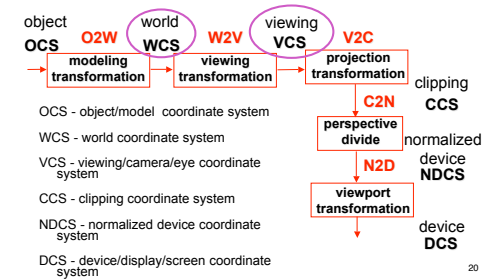 object world viewing
OCS O2W WCS W2V VCS V2C
modeling transformation
viewing transformation
projection transformation
clipping
CCS
C2N
perspective divide
normalized device
NDCS
N2D
viewport transformation
device
DCS
OCS - object/model coordinate system
WCS - world coordinate system
VCS - viewing/camera/eye coordinate
system
CCS - clipping coordinate system
NDCS - normalized device coordinate
system
DCS - device/display/screen coordinate
system
20